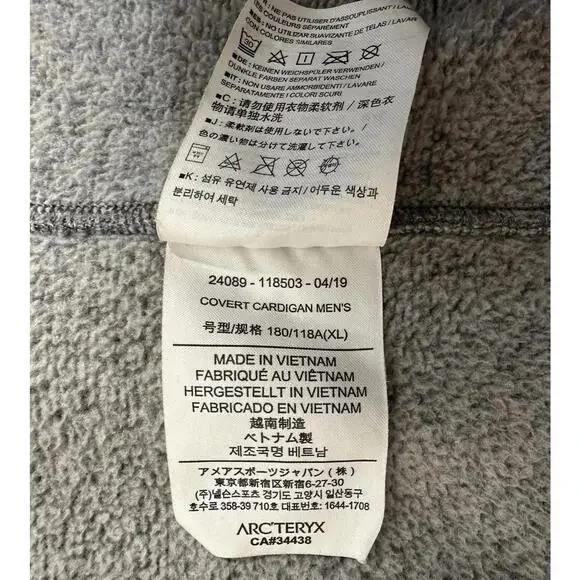 NE PAS UTILISER D'ASSOUPLISSANT / LAVER
LES COULEURS SÉPARÉMENT
NO UTILIZAR SUAVIZANTE DE TELAS / LAVAR
CON COLORES SIMILARES
30
■DE: KEINEN WEICHSPÜLER VERWENDEN /
DUNKLE FARBEN SEPARAT WASCHEN
■IT: NON USARE AMMORBIDENTI / LAVARE
SEPARATAMENTE I COLORI SCURI
■C: 请勿使用衣物柔软剂 / 深色衣
物请单独水洗
■J: 柔軟剤は使用しないで下さい /
色の濃い物は分けて洗濯して下さい
■K: 섬유 유연제 사용 금지 / 어두운 색상과
분리하여 세탁
24089 - 118503 - 04/19
COVERT CARDIGAN MEN'S
号型/规格 180/118A(XL)
MADE IN VIETNAM
FABRIQUÉ AU VIÊTNAM
HERGESTELLT IN VIETNAM
FABRICADO EN VIETNAM
越南制造
ベトナム製
제조국명 베트남
アメアスポーツジャパン (株)
東京都新宿区新宿6-27-30
(주)넬슨스포츠 경기도 고양시 일산동구
호수로 358-39 710호 대표번호: 1644-1708
ARC'TERYX
CA#34438